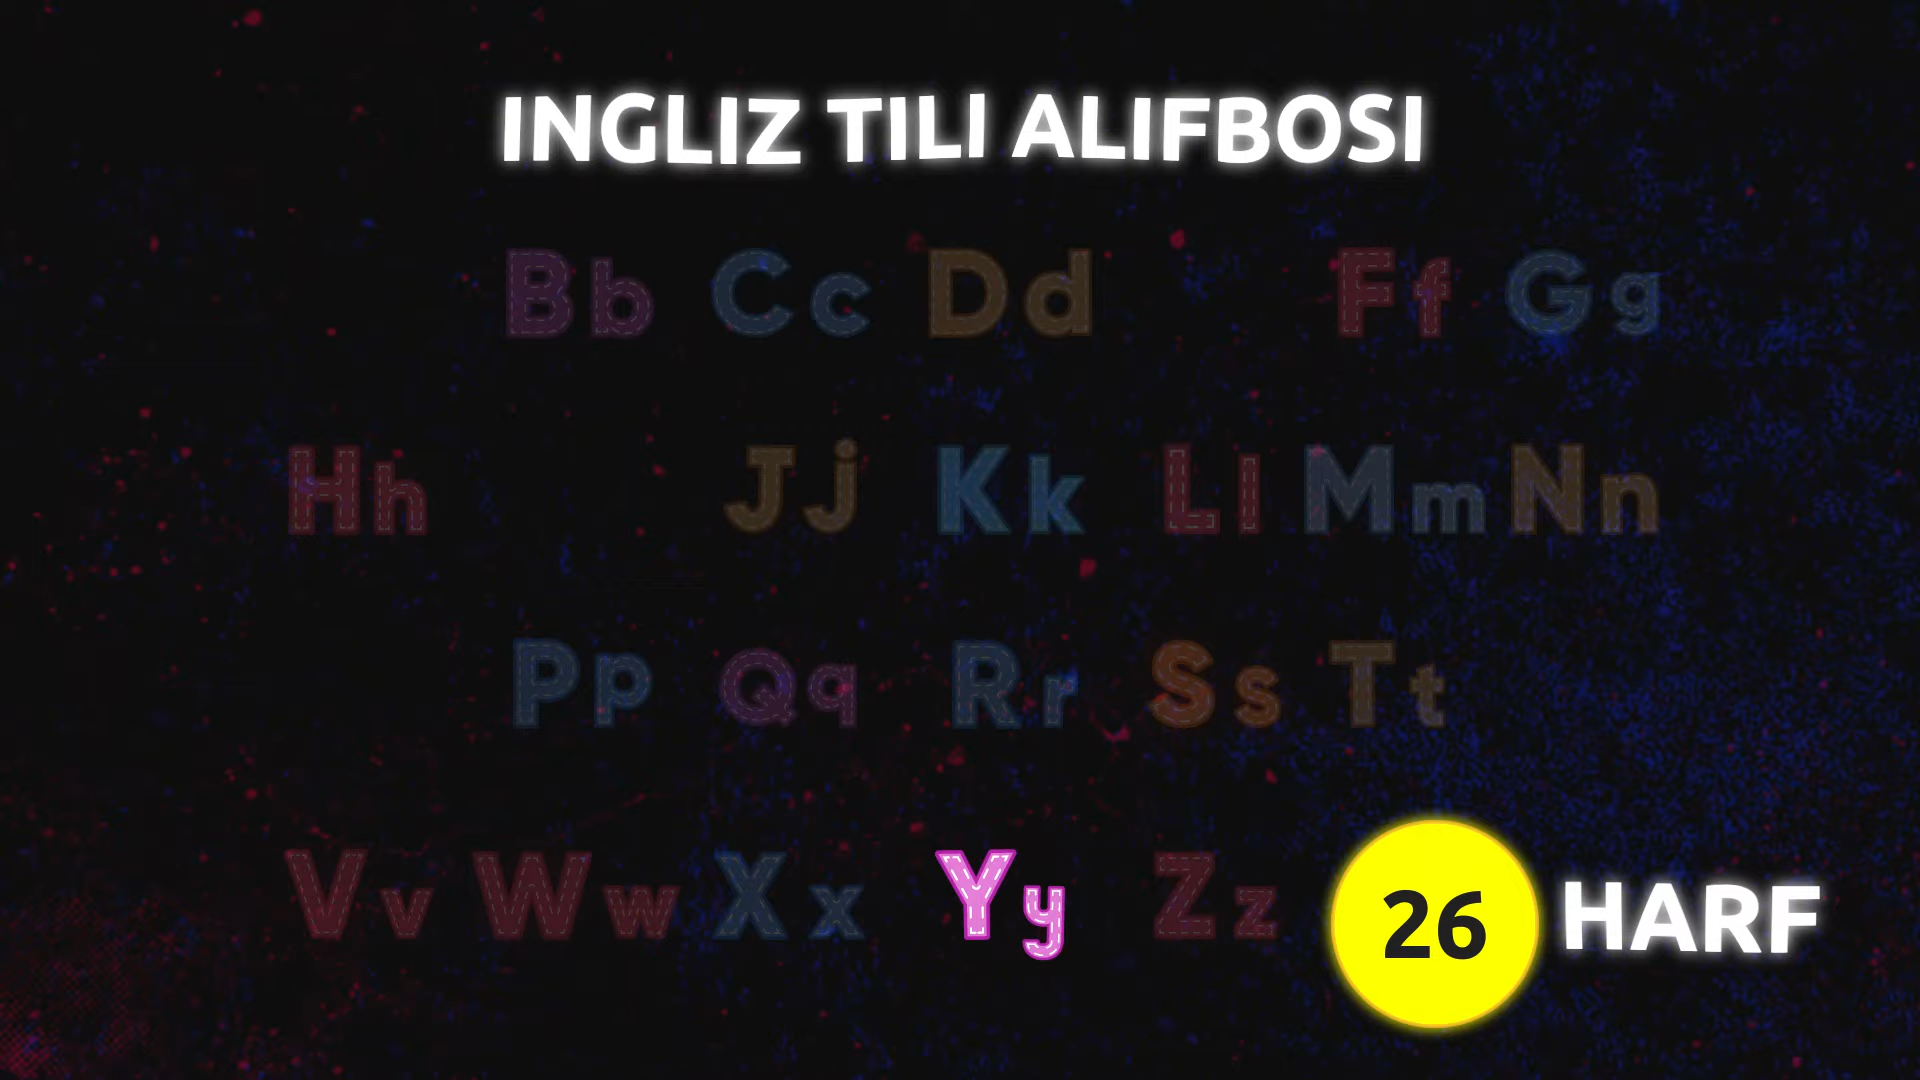 INGLIZ TILI ALIFBOSI
Bb Cc Dd Ff Gg
Hh Jj Kk Ll Mm Nn
Pp Qq Rr Ss Tt
Vv Ww Xx Yy Zz 26 HARF